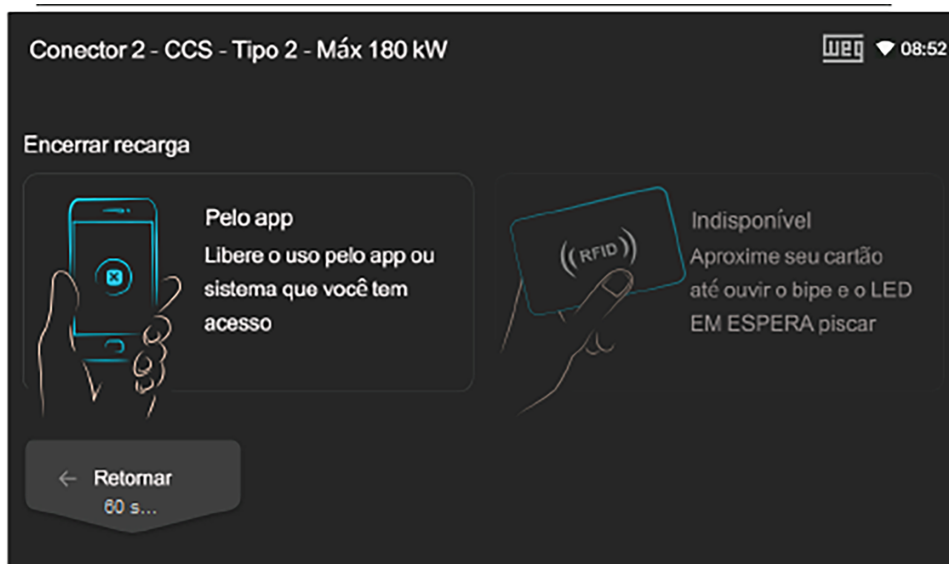 Conector 2 - CCS - Tipo 2 - Máx 180 kW
weg 08:52
Encerrar recarga
Pelo app
Libere o uso pelo app ou
sistema que você tem
acesso
((RFID))
Indisponível
Aproxime seu cartão
até ouvir o bipe e o LED
EM ESPERA piscar
← Retornar
60 s...